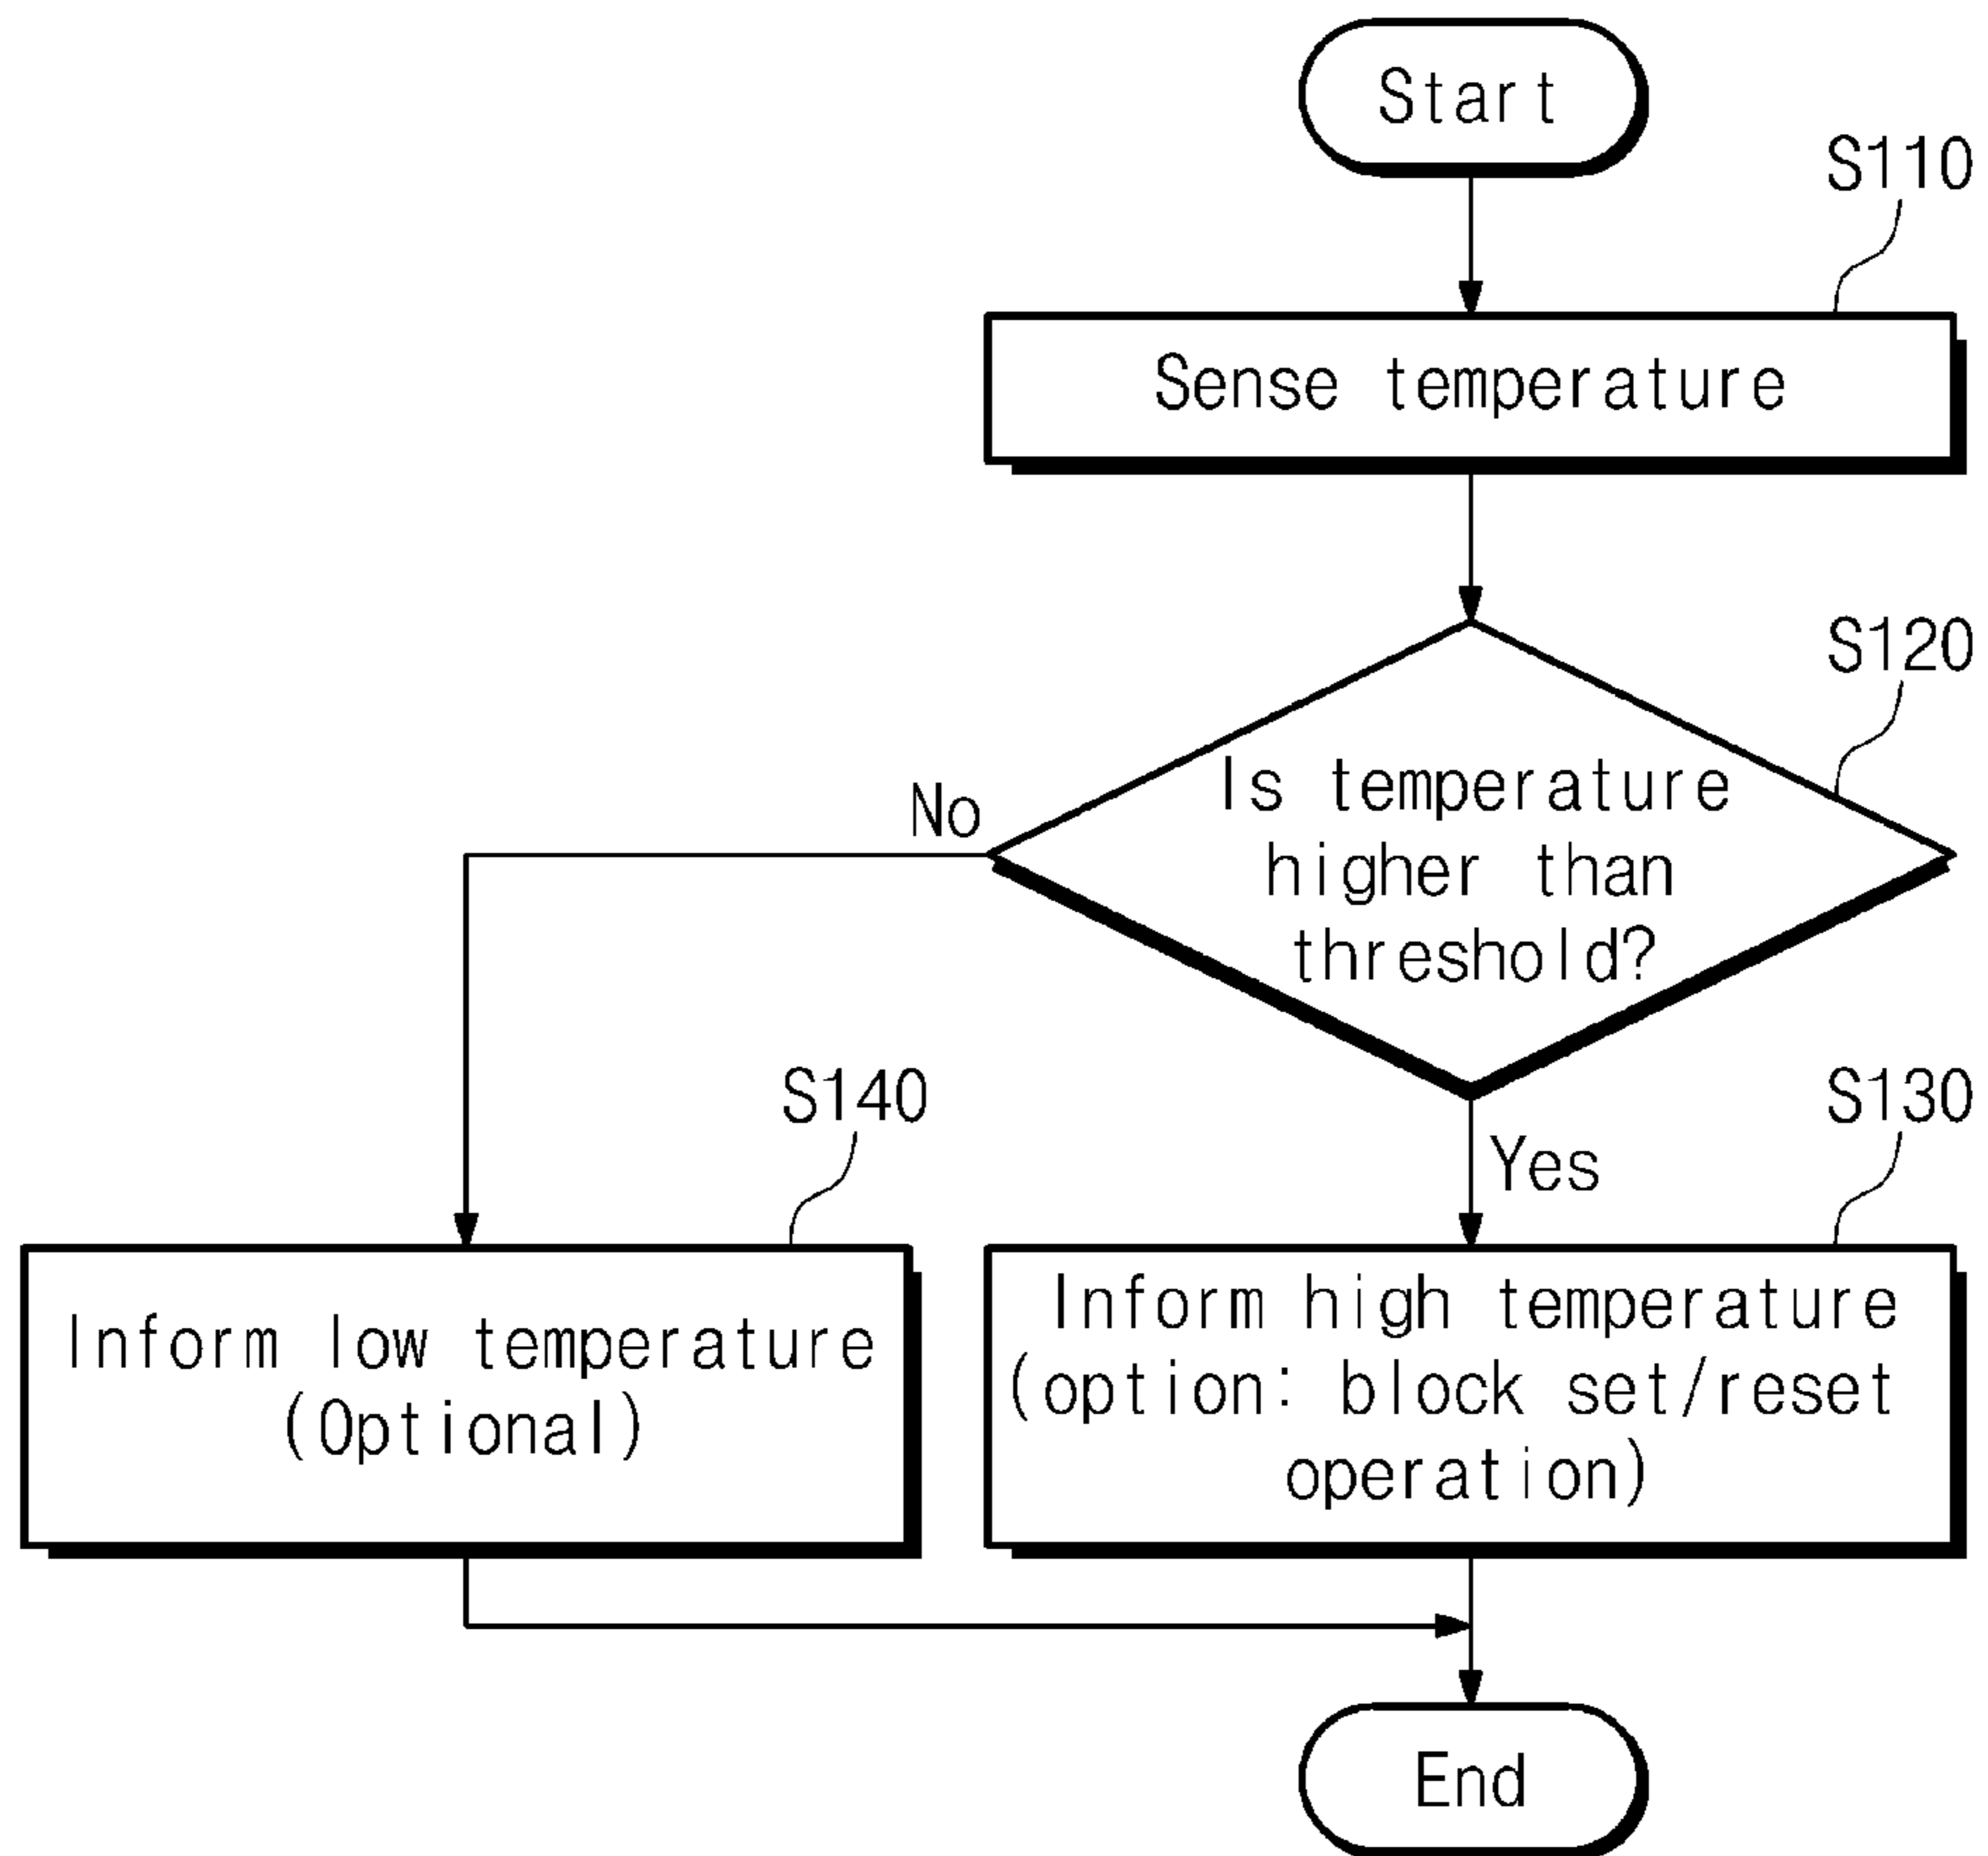 Start
S110
Sense temperature
S120
Is temperature
higher than
threshold?
No
Yes
S140
S130
Inform low temperature
(Optional)
Inform high temperature
(option: block set/reset
operation)
End